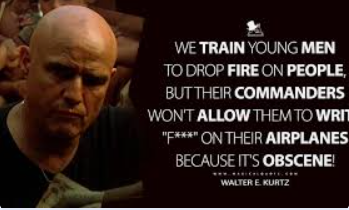 WE TRAIN YOUNG MEN
TO DROP FIRE ON PEOPLE,
BUT THEIR COMMANDERS
WON'T ALLOW THEM TO WRIT
"F***" ON THEIR AIRPLANES
BECAUSE IT'S OBSCENE!
WWW.MAGICALQUOTE.COM
WALTER E. KURTZ